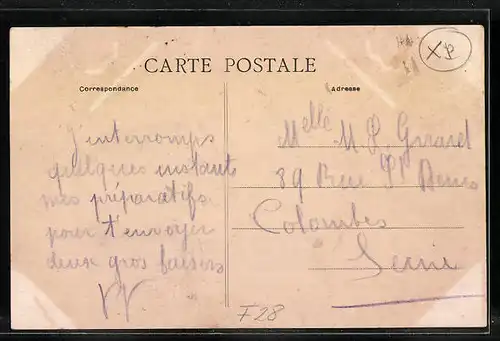 CARTE POSTALE
Correspondance
Adresse
J'interromps
quelques instants
mes préparatifs
pour t'envoyer
deux gros baisers
Melle M. L. Girard
89 Rue St Denis
Colombes
Seine
F28